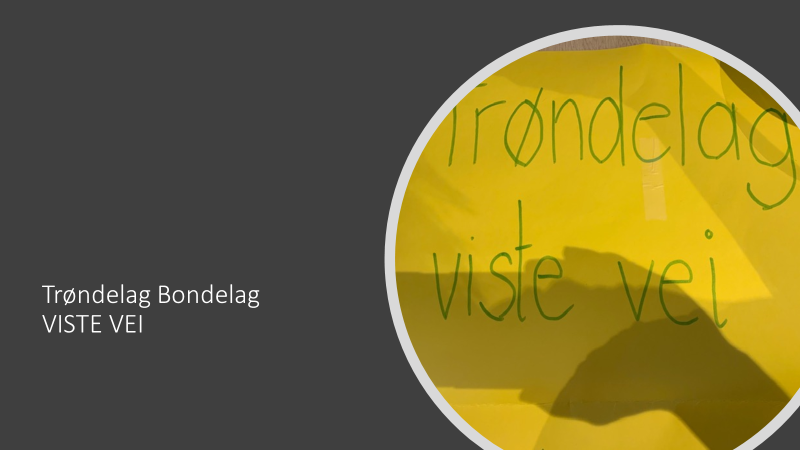 Trøndelag Bondelag
VISTE VEI
Trøndelag
viste vei